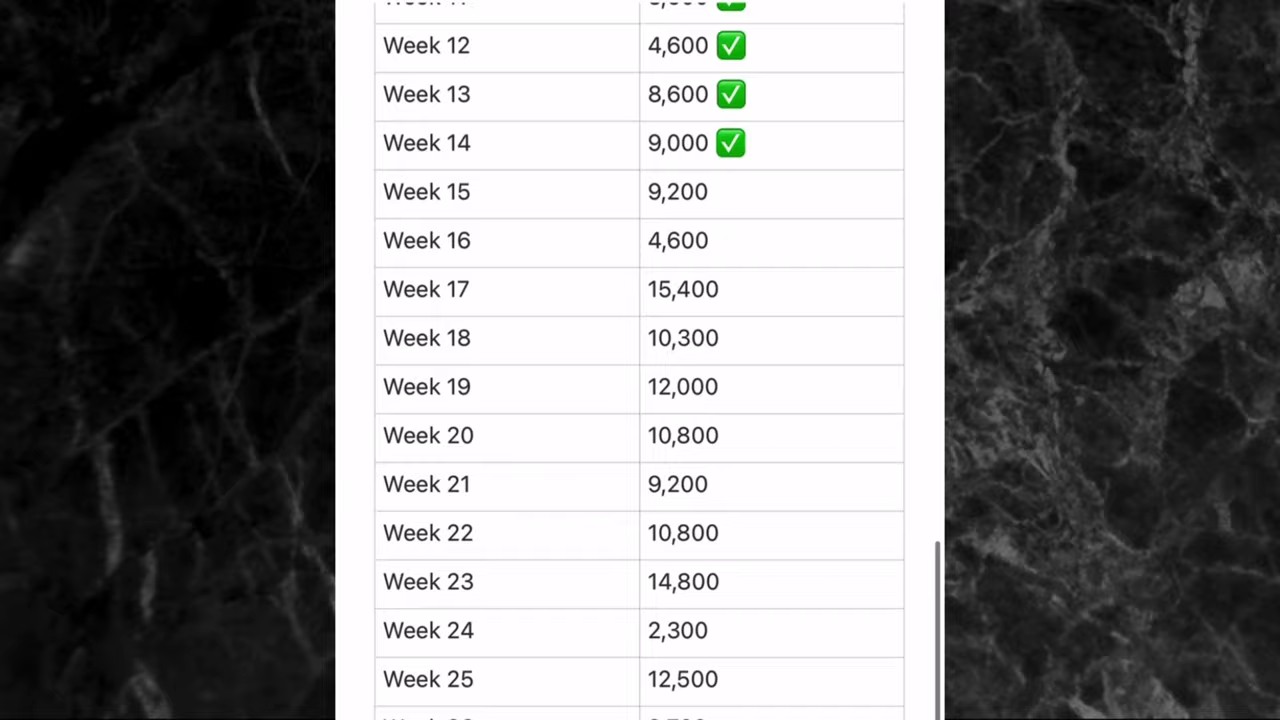 Week 12 4,600 ✅
Week 13 8,600 ✅
Week 14 9,000 ✅
Week 15 9,200
Week 16 4,600
Week 17 15,400
Week 18 10,300
Week 19 12,000
Week 20 10,800
Week 21 9,200
Week 22 10,800
Week 23 14,800
Week 24 2,300
Week 25 12,500